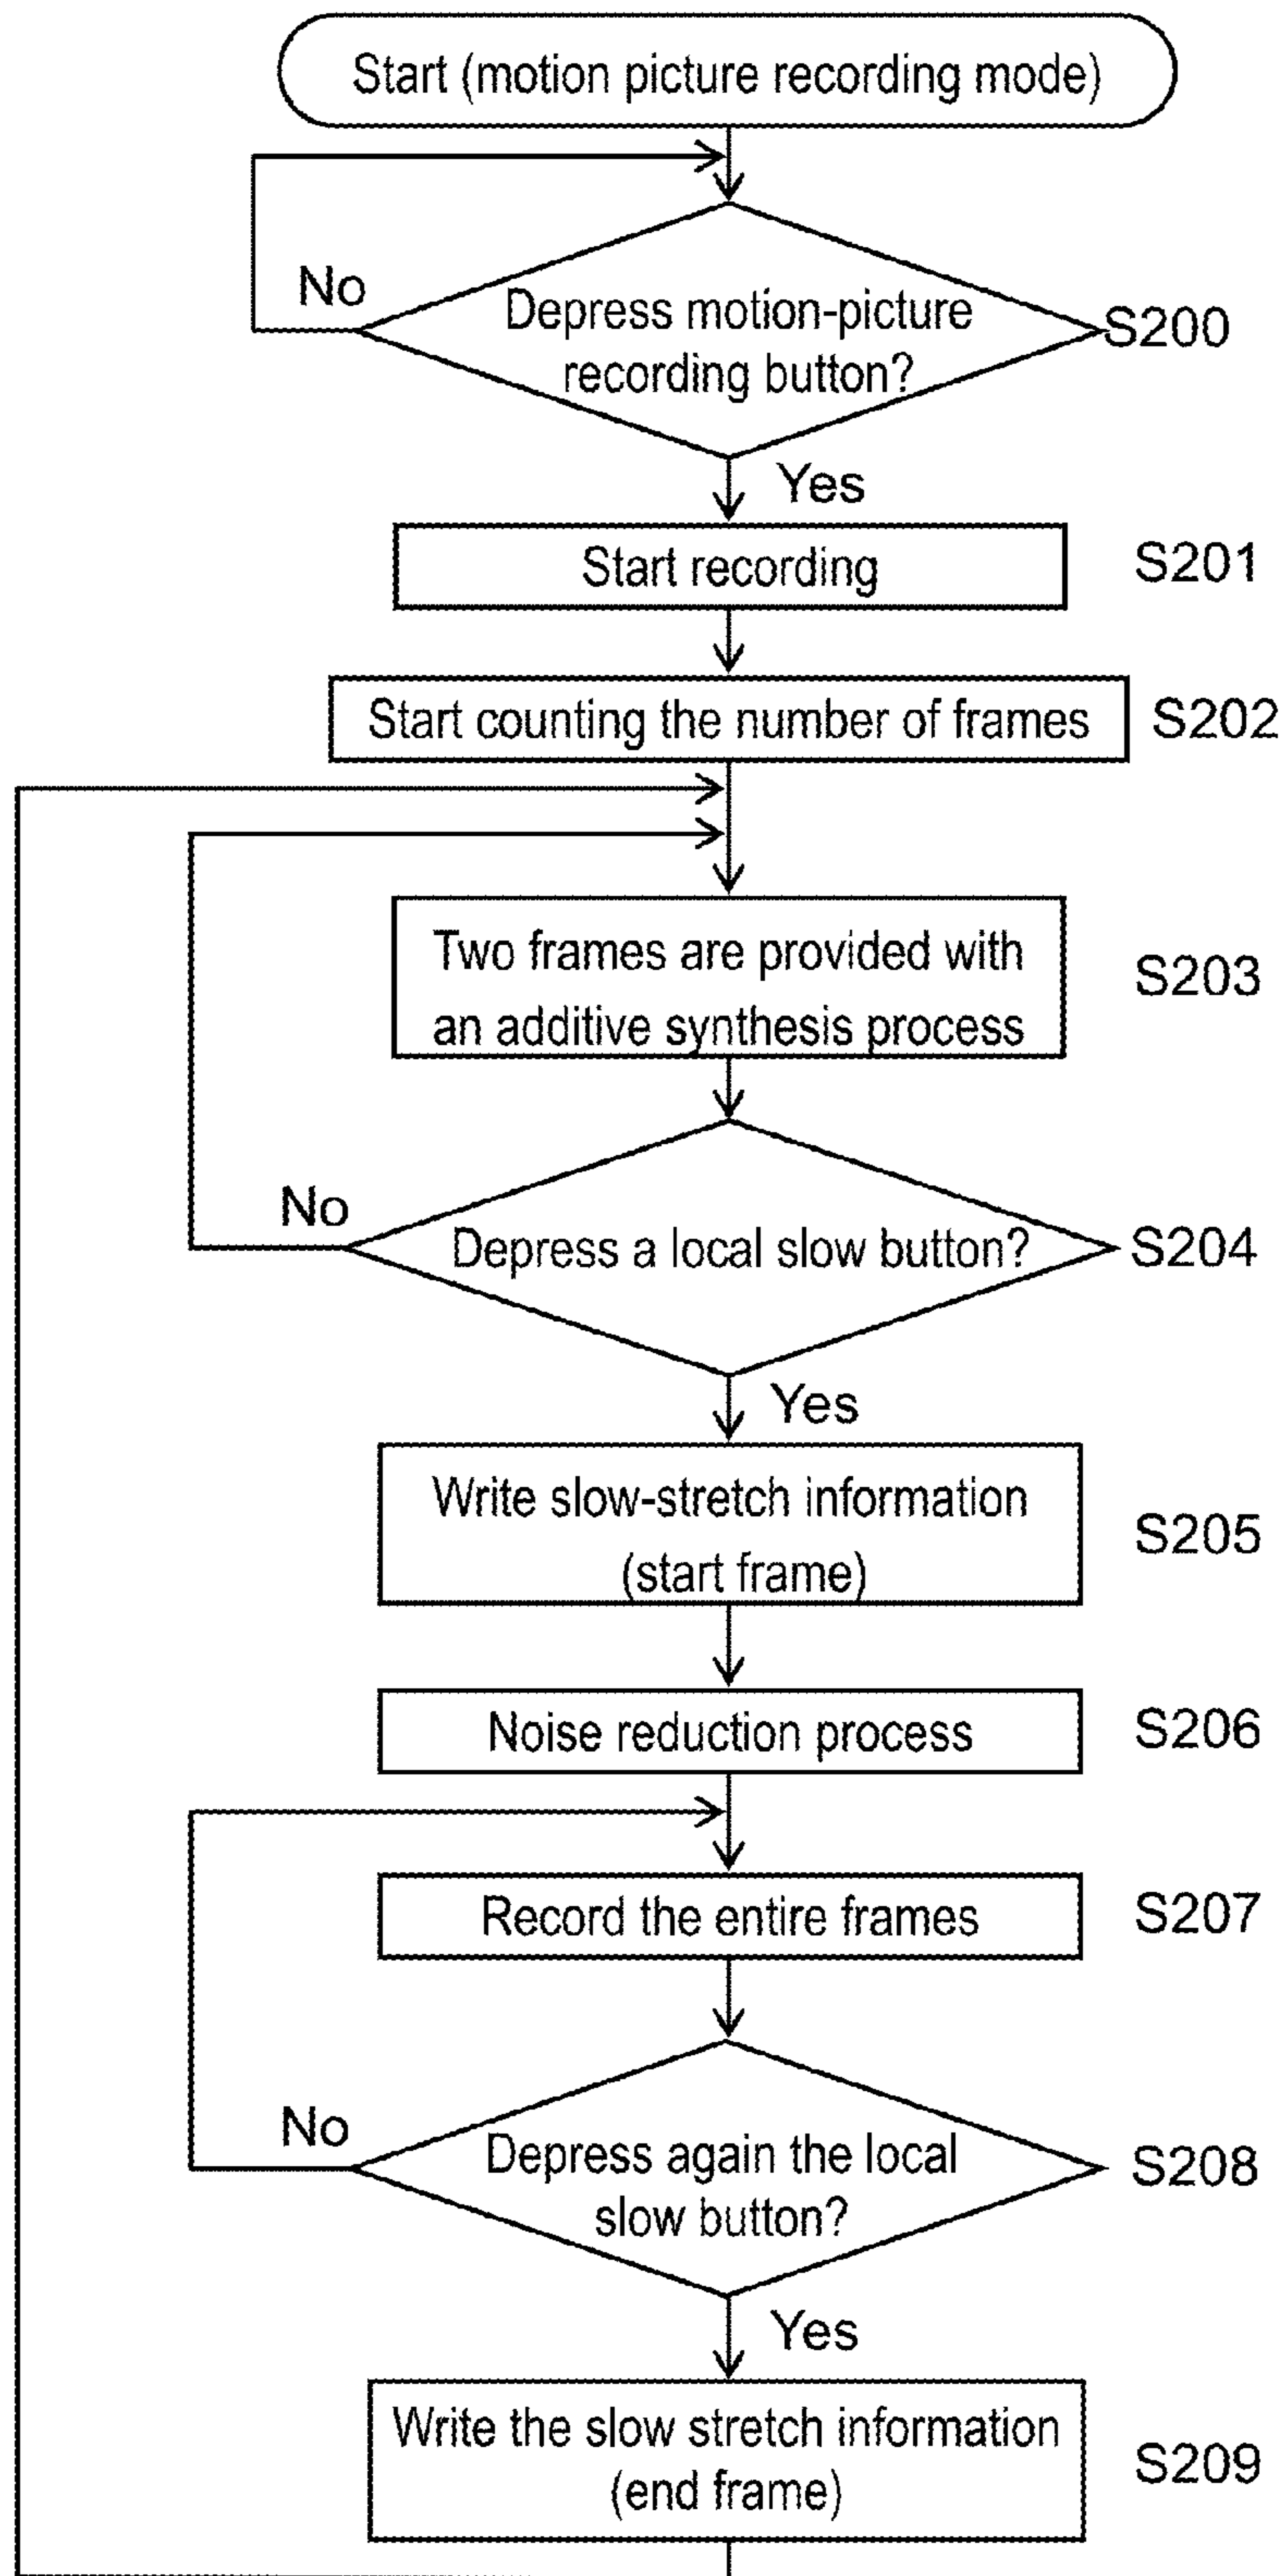 Start (motion picture recording mode)
No
Depress motion-picture
recording button?
S200
Yes
Start recording
S201
Start counting the number of frames
S202
Two frames are provided with
an additive synthesis process
S203
No
Depress a local slow button?
S204
Yes
Write slow-stretch information
(start frame)
S205
Noise reduction process
S206
Record the entire frames
S207
No
Depress again the local
slow button?
S208
Yes
Write the slow stretch information
(end frame)
S209